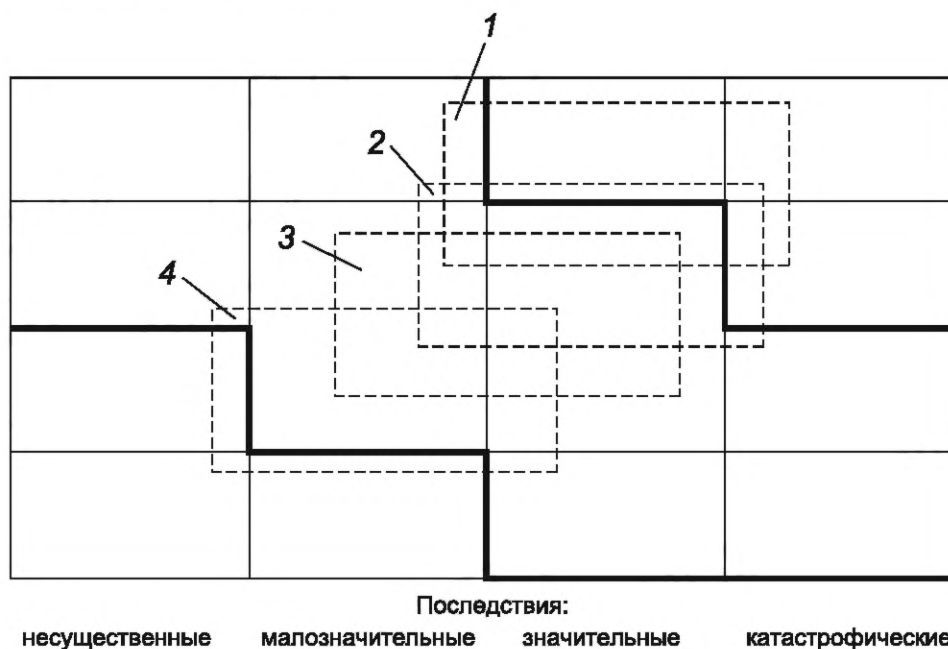 1
2
3
4
Последствия:
несущественные малозначительные значительные катастрофические